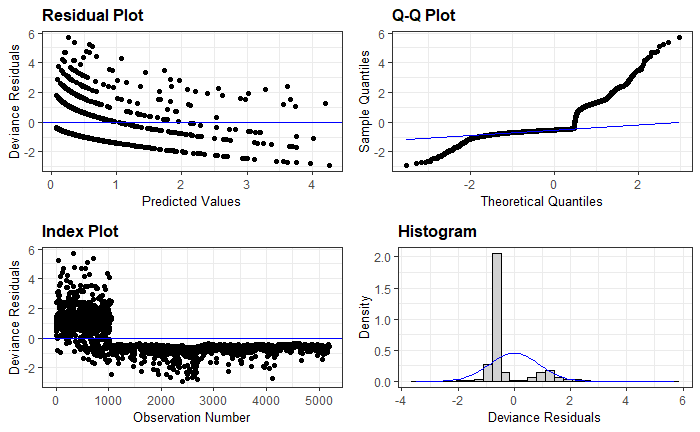 Residual Plot
Deviance Residuals
6
4
2
0
-2
0 1 2 3 4
Predicted Values
Q-Q Plot
Sample Quantiles
6
4
2
0
-2
-2 0 2
Theoretical Quantiles
Index Plot
Deviance Residuals
6
4
2
0
-2
0 1000 2000 3000 4000 5000
Observation Number
Histogram
Density
2.0
1.5
1.0
0.5
0.0
-4 -2 0 2 4 6
Deviance Residuals